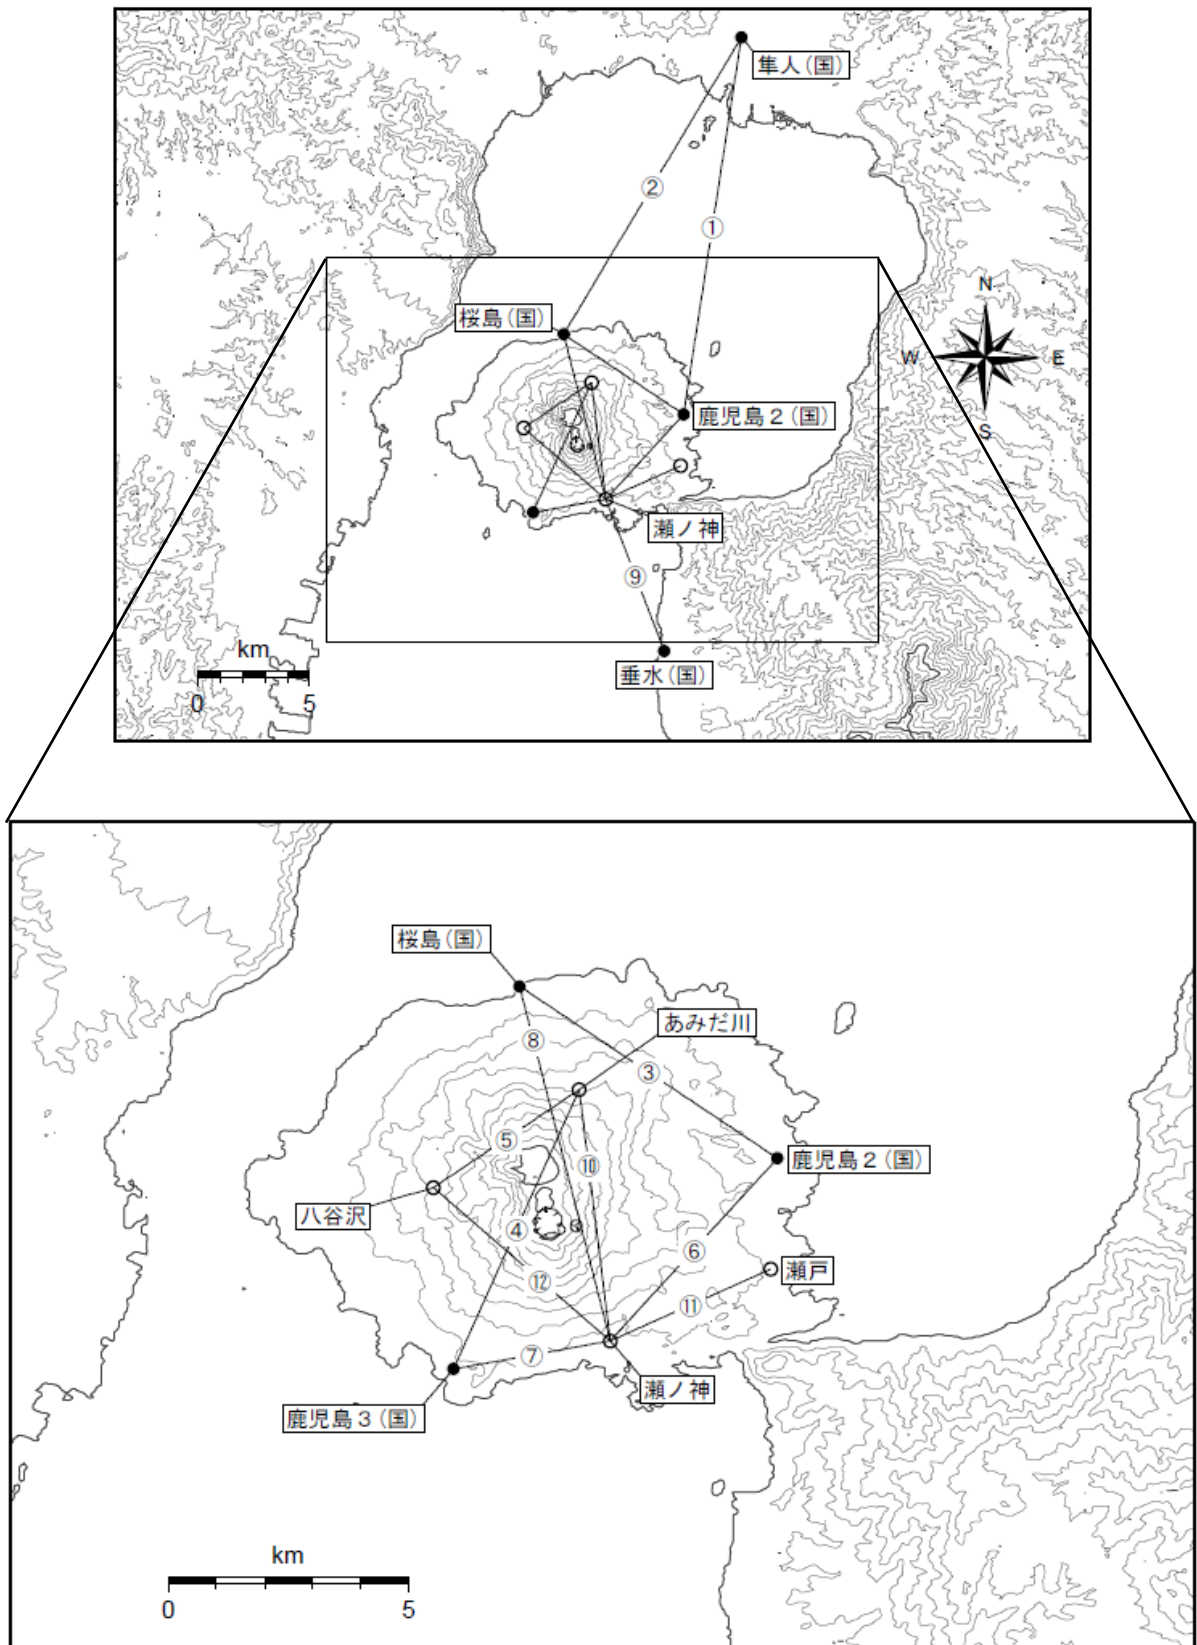 隼人(国)
②
①
N
桜島(国)
W
E
鹿児島2(国)
S
瀬ノ神
⑨
km
垂水(国)
0
5
桜島(国)
あみだ川
⑧
③
⑤
鹿児島2(国)
⑩
八谷沢
④
⑥
瀬戸
⑫
⑪
⑦
瀬ノ神
鹿児島3(国)
km
0
5